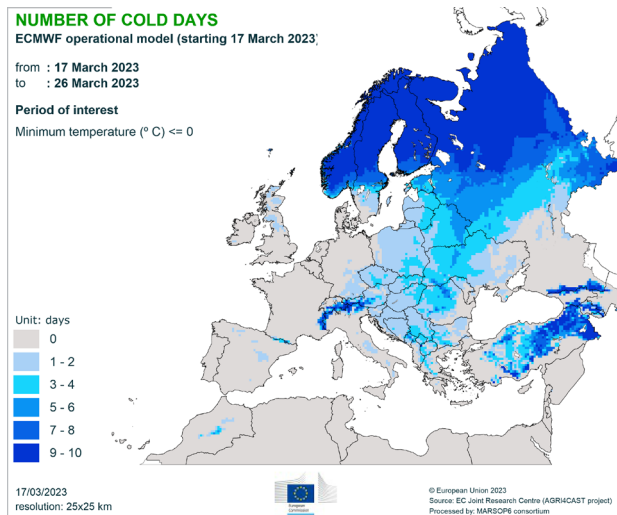 NUMBER OF COLD DAYS
ECMWF operational model (starting 17 March 2023)
from : 17 March 2023
to : 26 March 2023
Period of interest
Minimum temperature (º C) <= 0
Unit: days
0
1 - 2
3 - 4
5 - 6
7 - 8
9 - 10
17/03/2023
resolution: 25x25 km
European
Commission
© European Union 2023
Source: EC Joint Research Centre (AGRI4CAST project)
Processed by: MARSOP6 consortium